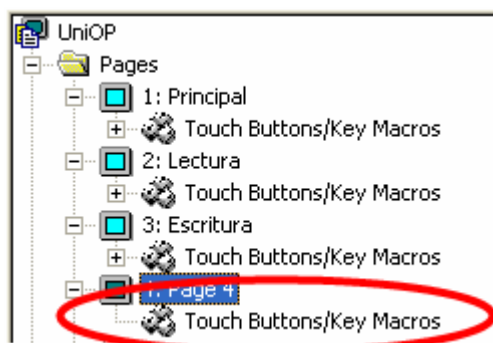 UniOP
Pages
1: Principal
Touch Buttons/Key Macros
2: Lectura
Touch Buttons/Key Macros
3: Escritura
Touch Buttons/Key Macros
: Page 4
Touch Buttons/Key Macros